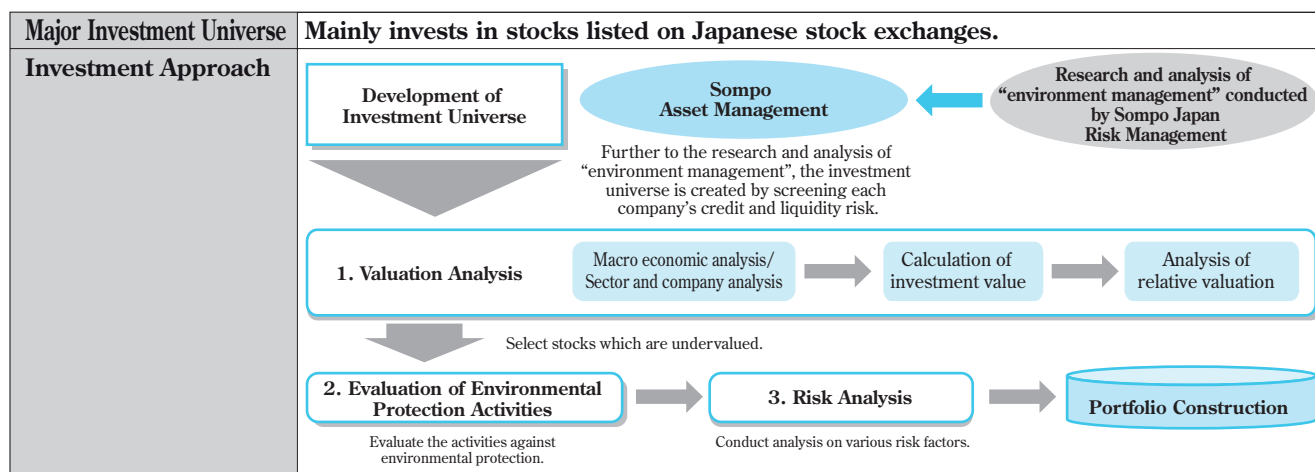 Major Investment Universe
Mainly invests in stocks listed on Japanese stock exchanges.
Investment Approach
Development of
Investment Universe
Sompo
Asset Management
Research and analysis of
“environment management” conducted
by Sompo Japan
Risk Management
Further to the research and analysis of
“environment management”, the investment
universe is created by screening each
company’s credit and liquidity risk.
1. Valuation Analysis
Macro economic analysis/
Sector and company analysis
Calculation of
investment value
Analysis of
relative valuation
Select stocks which are undervalued.
2. Evaluation of Environmental
Protection Activities
3. Risk Analysis
Portfolio Construction
Evaluate the activities against
environmental protection.
Conduct analysis on various risk factors.